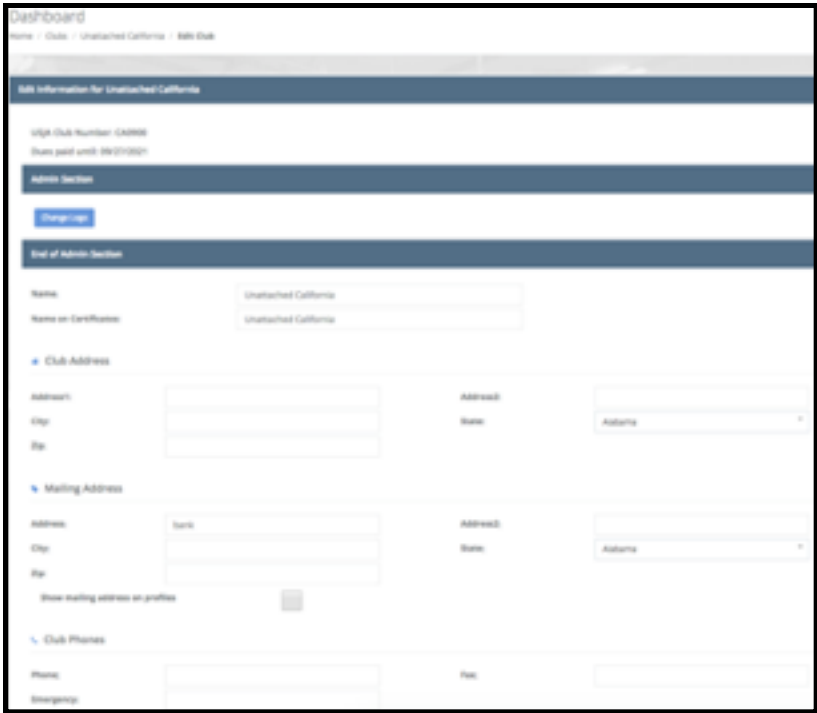 Dashboard
Home / Clubs / Unattached California / Edit Club
Edit Information for Unattached California
USJA Club Number: CA0900
Dues paid until: 09/27/2021
Admin Section
Change Logo
End of Admin Section
Name: Unattached California
Name on Certificates: Unattached California
Club Address
Address1: Address2:
City: State: Alabama
Zip:
Mailing Address
Address: bank Address2:
City: State: Alabama
Zip:
Show mailing address on profiles
Club Phones
Phone: Fax:
Emergency: